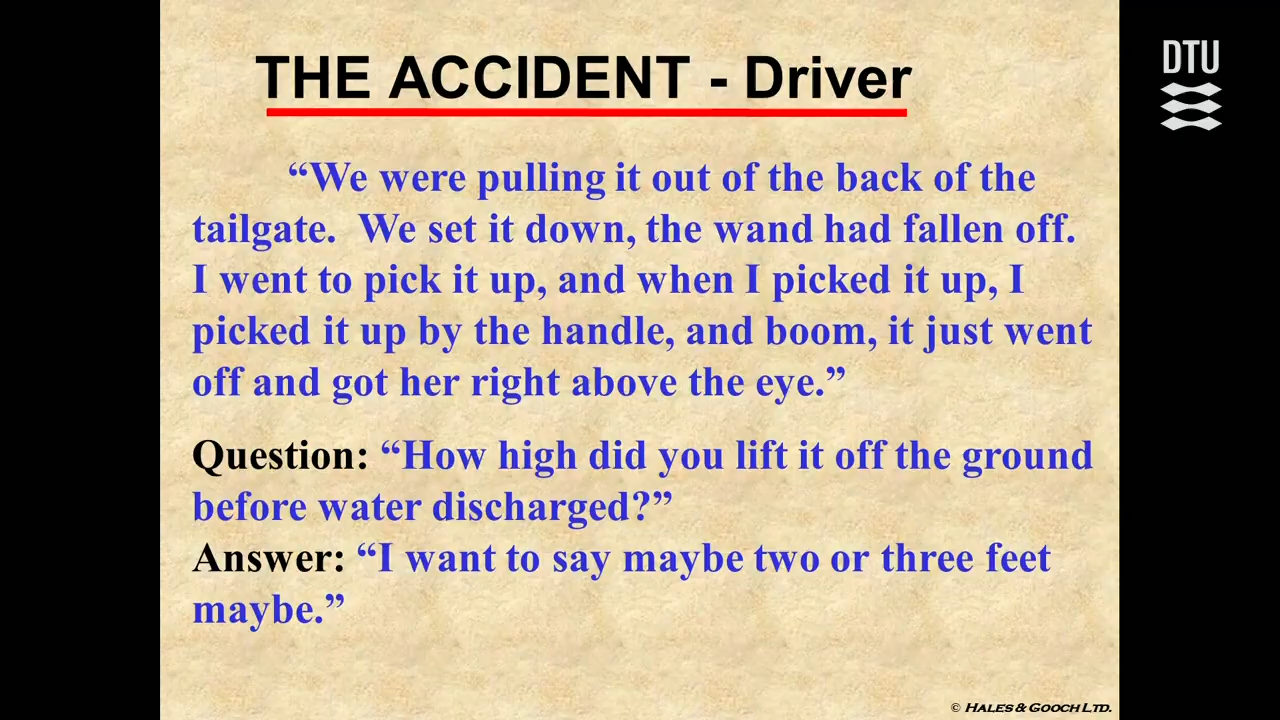 THE ACCIDENT - Driver
DTU
“We were pulling it out of the back of the
tailgate.  We set it down, the wand had fallen off.
I went to pick it up, and when I picked it up, I
picked it up by the handle, and boom, it just went
off and got her right above the eye.”
Question: “How high did you lift it off the ground
before water discharged?”
Answer: “I want to say maybe two or three feet
maybe.”
© HALES & GOOCH LTD.